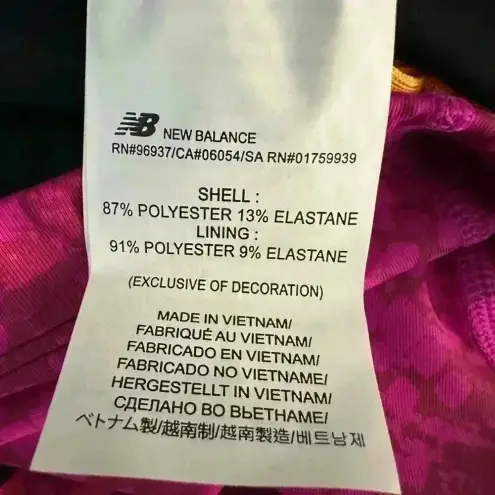 NB NEW BALANCE
RN#96937/CA#06054/SA RN#01759939
SHELL :
87% POLYESTER 13% ELASTANE
LINING :
91% POLYESTER 9% ELASTANE
(EXCLUSIVE OF DECORATION)
MADE IN VIETNAM/
FABRIQUÉ AU VIETNAM/
FABRICADO EN VIETNAM/
FABRICADO NO VIETNAME/
HERGESTELLT IN VIETNAM/
СДЕЛАНО ВО ВЬЕТНАМЕ/
ベトナム製/越南制/越南製造/베트남제